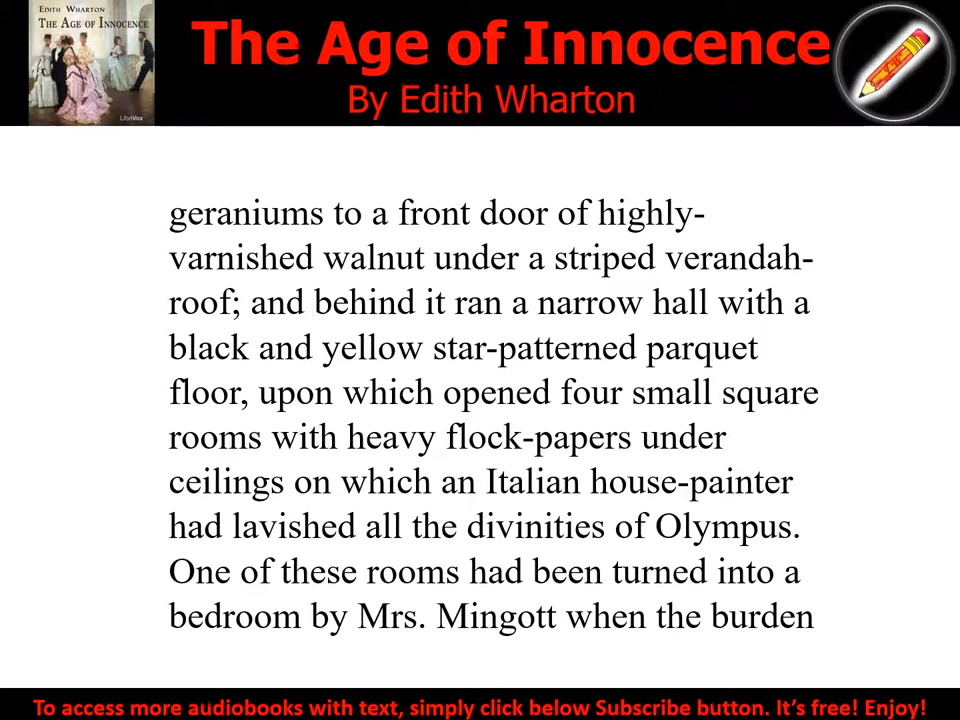 EDITH WHARTON
THE AGE OF INNOCENCE
LibriVox
The Age of Innocence
By Edith Wharton
geraniums to a front door of highly-
varnished walnut under a striped verandah-
roof; and behind it ran a narrow hall with a
black and yellow star-patterned parquet
floor, upon which opened four small square
rooms with heavy flock-papers under
ceilings on which an Italian house-painter
had lavished all the divinities of Olympus.
One of these rooms had been turned into a
bedroom by Mrs. Mingott when the burden
To access more audiobooks with text, simply click below Subscribe button. It’s free! Enjoy!